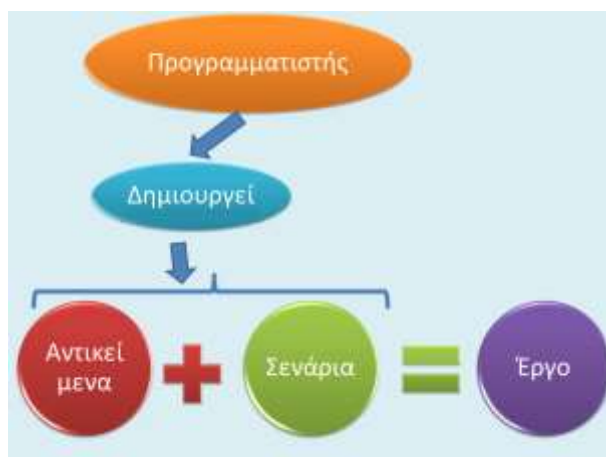 Προγραμματιστής
Δημιουργεί
Αντικεί
μενα
Σενάρια
Έργο